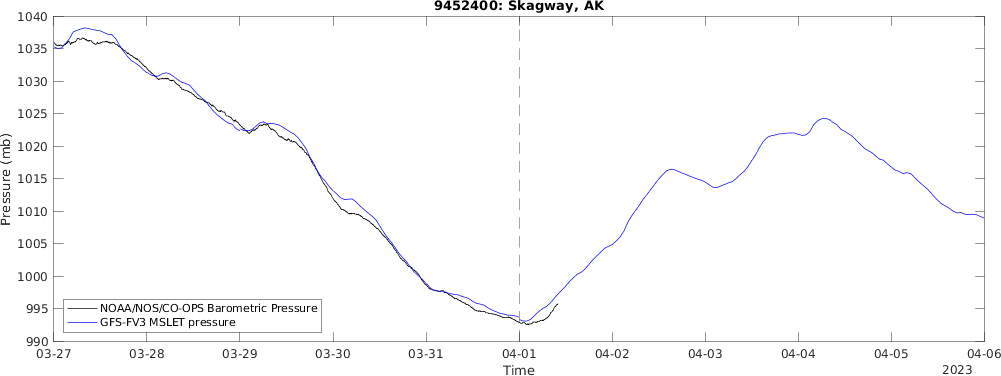 9452400: Skagway, AK
Pressure (mb)
1040
1035
1030
1025
1020
1015
1010
1005
1000
995
990
NOAA/NOS/CO-OPS Barometric Pressure
GFS-FV3 MSLET pressure
03-27 03-28 03-29 03-30 03-31 04-01 04-02 04-03 04-04 04-05 04-06
Time
2023